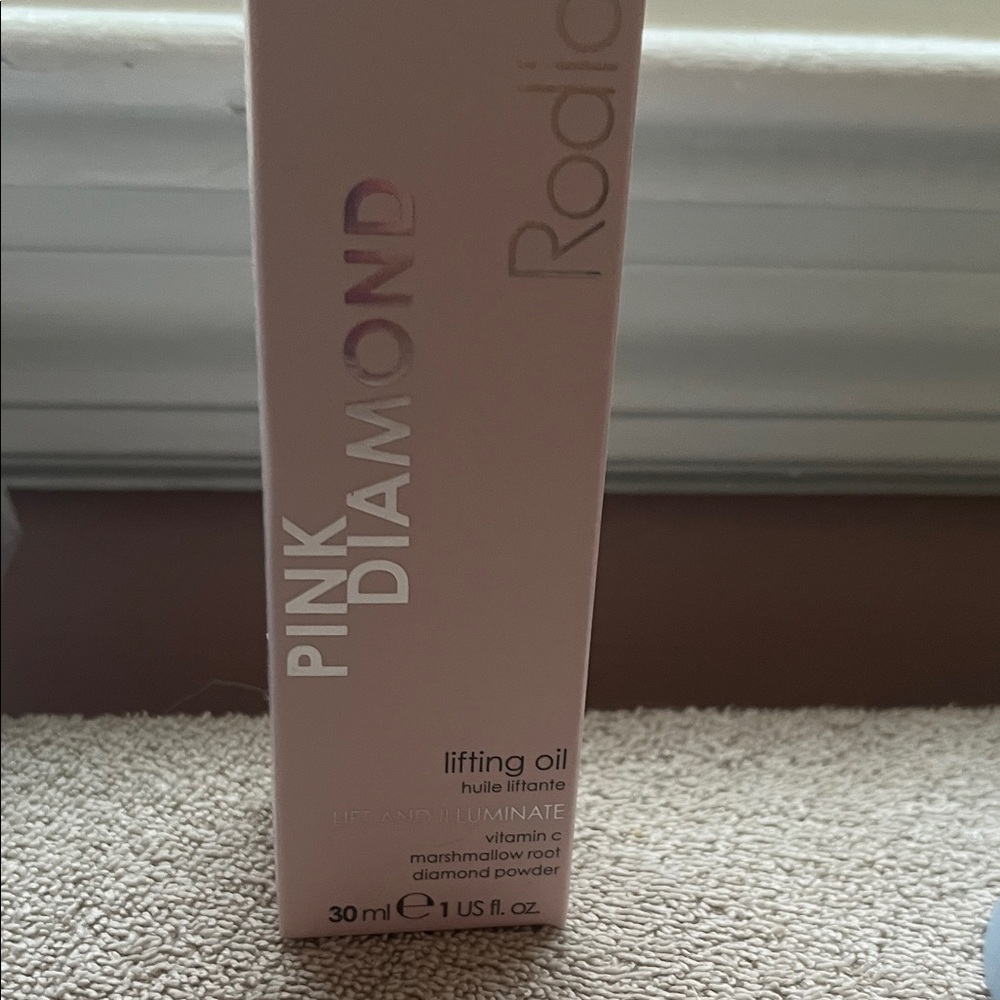 Rodia
PINK
DIAMOND
lifting oil
huile liftante
LIFT AND ILLUMINATE
vitamin c
marshmallow root
diamond powder
30 ml e 1 US fl. oz.